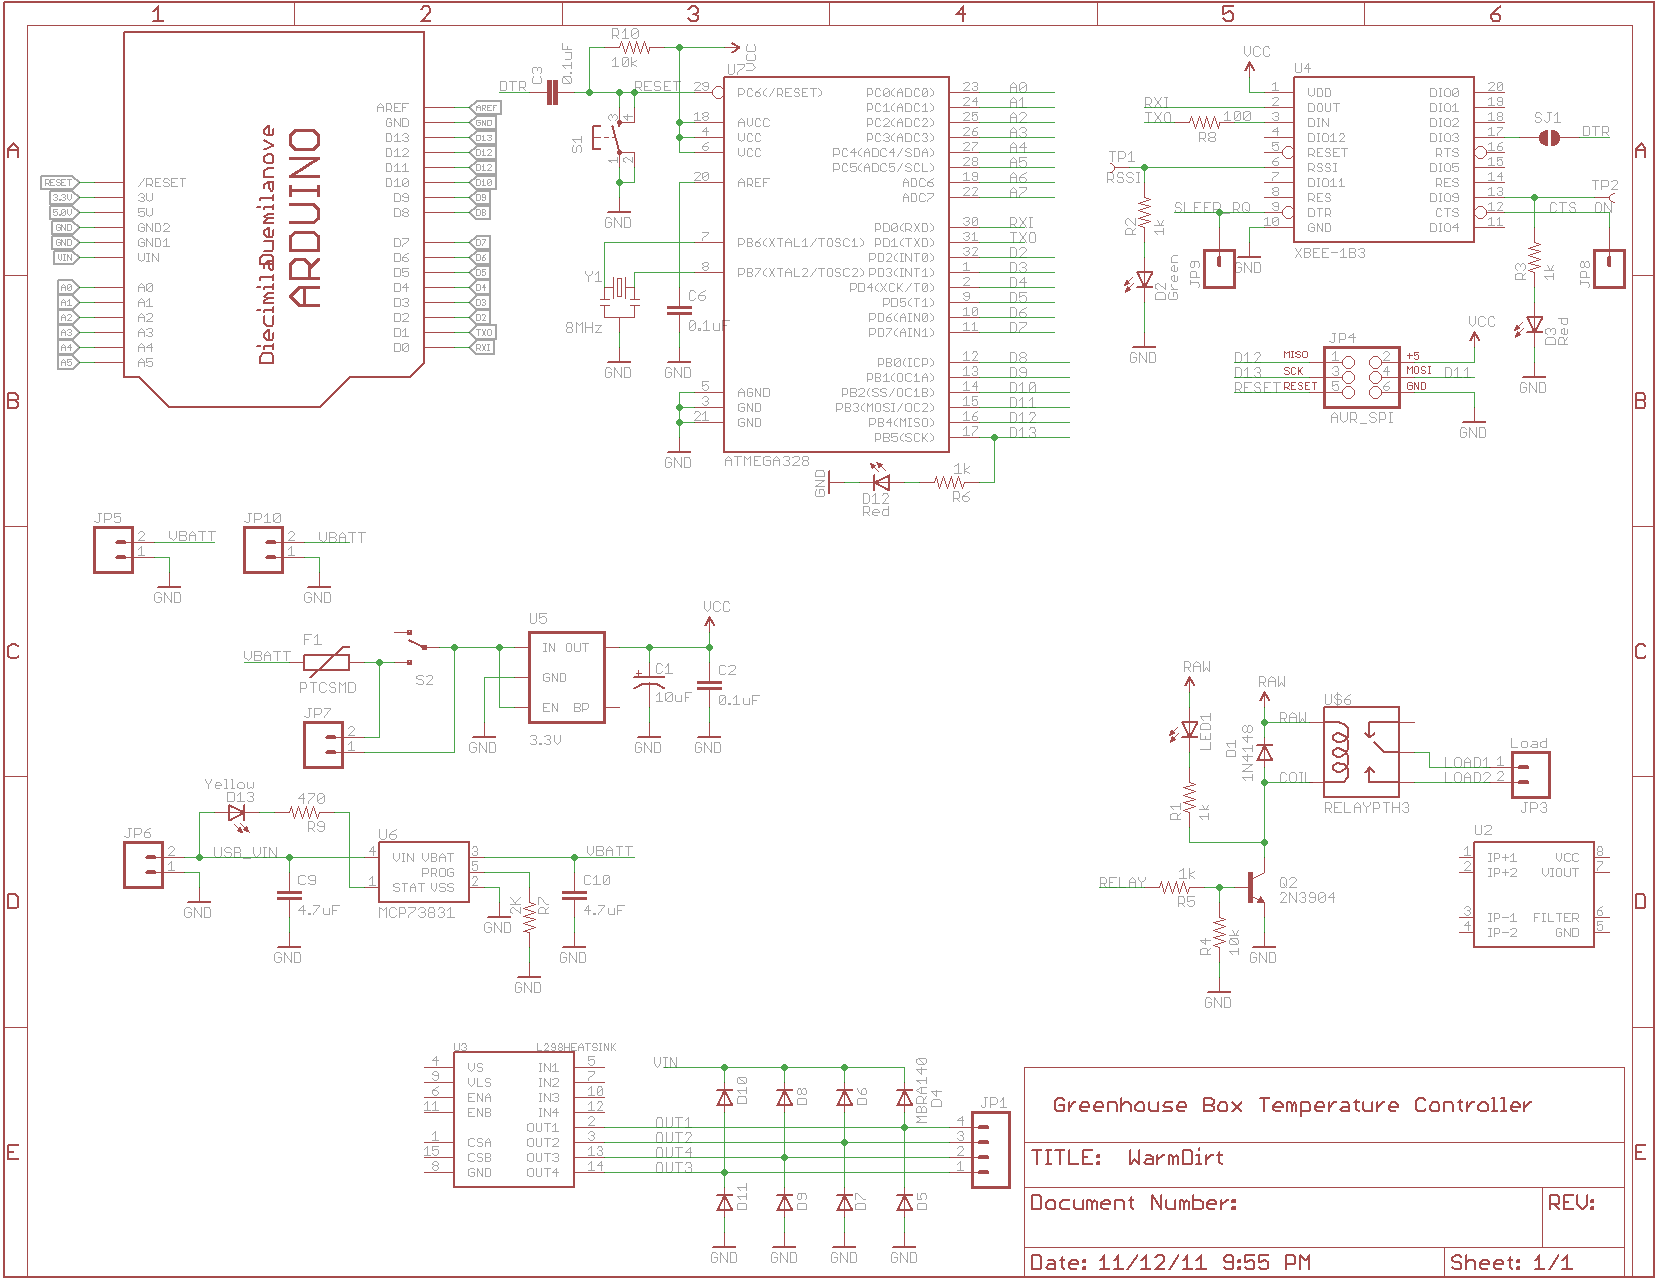 1 2 3 4 5 6
A
B
C
D
E
A
B
C
D
E
Diecimila Duemilanove
ARDUINO
/RESET
3V
5V
GND2
GND1
VIN
A0
A1
A2
A3
A4
A5
AREF
GND
D13
D12
D11
D10
D9
D8
D7
D6
D5
D4
D3
D2
D1
D0
RESET
3.3V
5.0V
GND
GND
VIN
A0
A1
A2
A3
A4
A5
AREF
GND
D13
D12
D12
D10
D9
D8
D7
D6
D5
D4
D3
D2
TXO
RXI
R10
10k
VCC
DTR
C3
0.1uF
RESET
S1
3 4
1 2
GND
U7
29 PC6(/RESET)
18 AVCC
4 VCC
6 VCC
20 AREF
7 PB6(XTAL1/TOSC1)
8 PB7(XTAL2/TOSC2)
5 AGND
3 GND
21 GND
PC0(ADC0) 23 A0
PC1(ADC1) 24 A1
PC2(ADC2) 25 A2
PC3(ADC3) 26 A3
PC4(ADC4/SDA) 27 A4
PC5(ADC5/SCL) 28 A5
ADC6 19 A6
ADC7 22 A7
PD0(RXD) 30 RXI
PD1(TXD) 31 TXO
PD2(INT0) 32 D2
PD3(INT1) 1 D3
PD4(XCK/T0) 2 D4
PD5(T1) 9 D5
PD6(AIN0) 10 D6
PD7(AIN1) 11 D7
PB0(ICP) 12 D8
PB1(OC1A) 13 D9
PB2(SS/OC1B) 14 D10
PB3(MOSI/OC2) 15 D11
PB4(MISO) 16 D12
PB5(SCK) 17 D13
ATMEGA328
Y1
8MHz
GND
C6
0.1uF
GND
GND
GND
D12
Red
1k
R6
VCC
U4
RXI
TXO
100
R8
1 VDD
2 DOUT
3 DIN
4 DIO12
5 RESET
6 RSSI
7 DIO11
8 RES
9 DTR
10 GND
DIO0 20
DIO1 19
DIO2 18
DIO3 17
RTS 16
DIO5 15
RES 14
DIO9 13
CTS 12
DIO4 11
XBEE-1B3
SJ1
DTR
TP1
RSSI
R2
1k
D2
Green
GND
SLEEP_RQ
JP9
1
GND
TP2
ON
CTS
R3
1k
D3
Red
GND
JP8
1
JP4
VCC
D12 MISO 1 2 +5
D13 SCK 3 4 MOSI D11
RESET RESET 5 6 GND
AVR_SPI
GND
JP5
2 VBATT
1
GND
JP10
2 VBATT
1
GND
VBATT
F1
PTCSMD
S2
JP7
2
1
U5
IN OUT
GND
EN BP
3.3V
GND
VCC
C1
10uF
GND
C2
0.1uF
GND
Yellow
D13
470
R9
JP6
2
1
USB_VIN
GND
C9
4.7uF
GND
U6
4 VIN VBAT 3
PROG 5
1 STAT VSS 2
MCP73831
GND
2K
R7
GND
VBATT
C10
4.7uF
GND
RAW
LED1
R1
1k
RAW
RAW
D1
1N4148
COIL
U$6
RELAYPTH3
Load
LOAD1 1
LOAD2 2
JP3
RELAY
1k
R5
Q2
2N3904
R4
10k
GND
GND
U2
1 IP+1
2 IP+2
3 IP-1
4 IP-2
VCC 8
VIOUT 7
FILTER 6
GND 5
U3
L298HEATSINK
4 VS
9 VLS
6 ENA
11 ENB
1 CSA
15 CSB
8 GND
IN1 5
IN2 7
IN3 10
IN4 12
OUT1 2
OUT2 3
OUT3 13
OUT4 14
VIN
OUT1
OUT2
OUT4
OUT3
D10
D8
D6
MBRA140
D4
D11
D9
D7
D5
GND
GND
GND
GND
JP1
4
3
2
1
Greenhouse Box Temperature Controller
TITLE: WarmDirt
Document Number:
REV:
Date: 11/12/11 9:55 PM
Sheet: 1/1